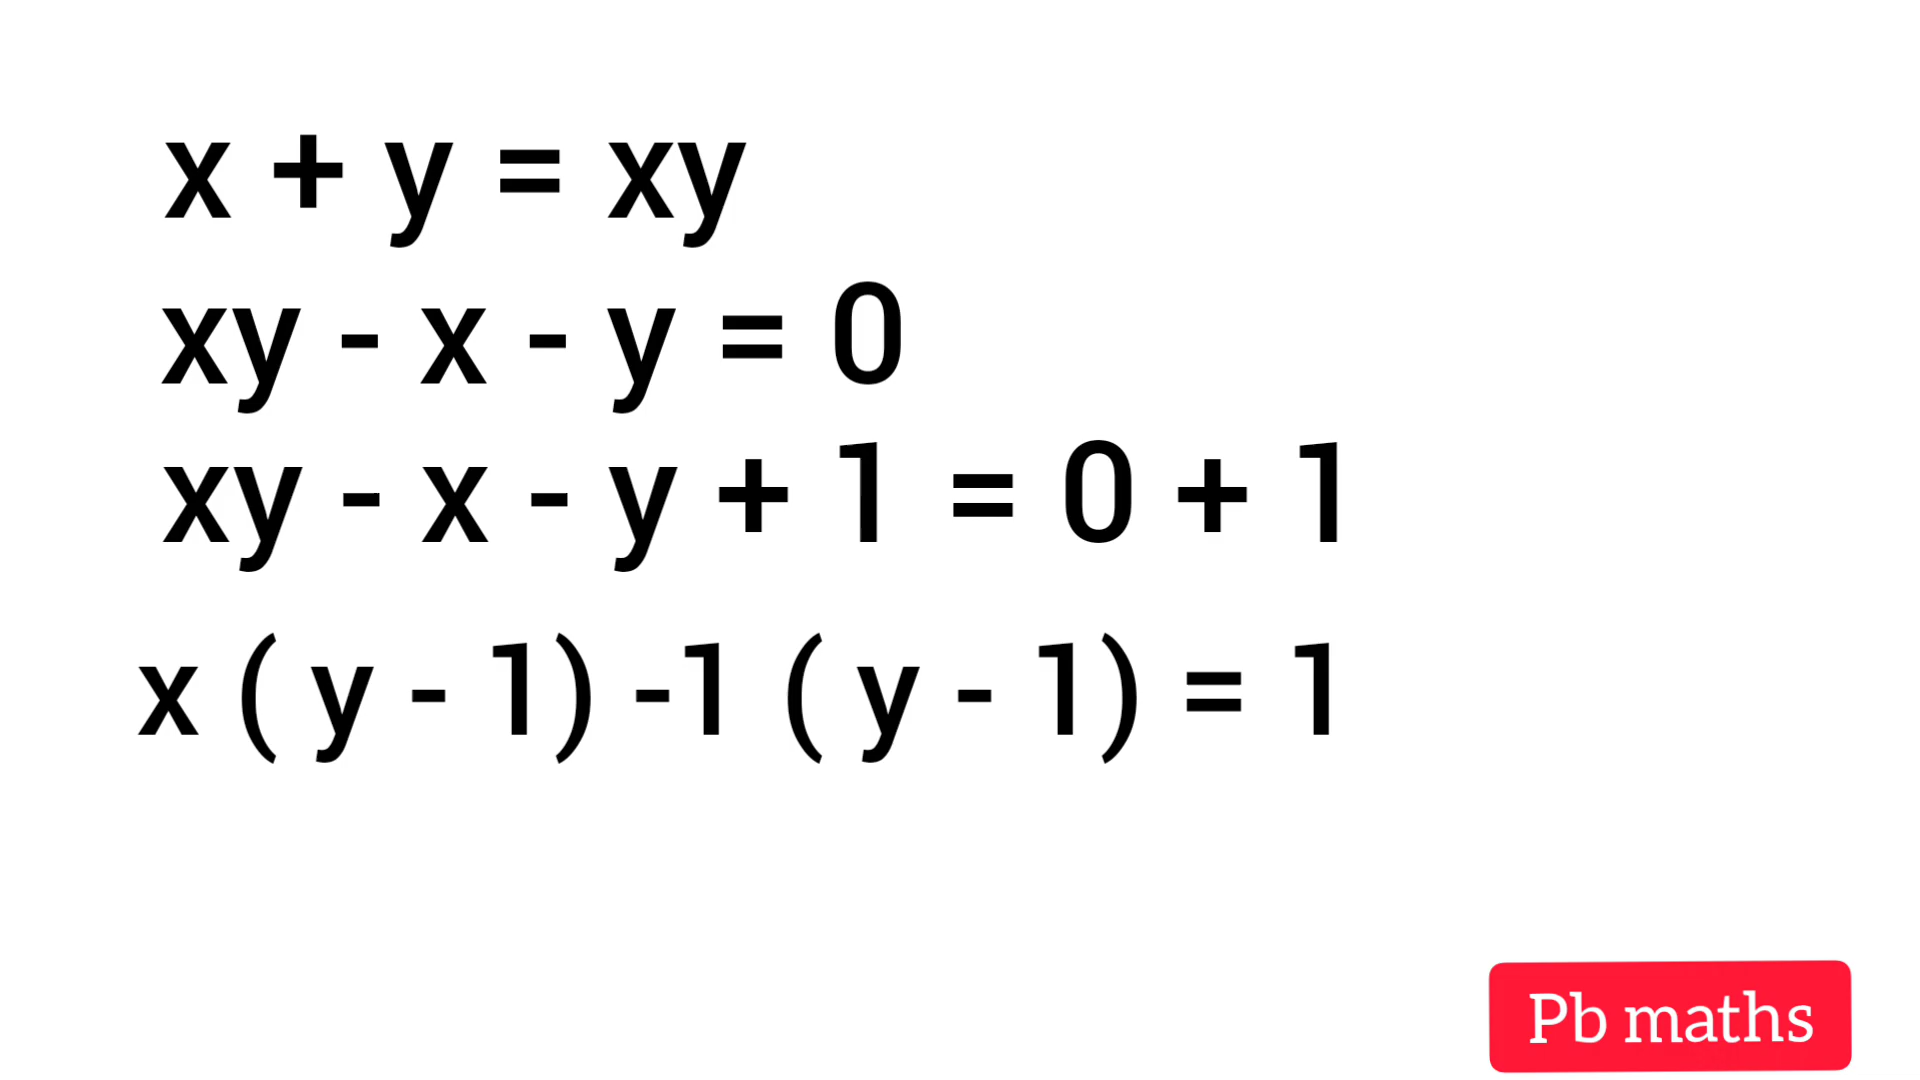 x + y = xy
xy - x - y = 0
xy - x - y + 1 = 0 + 1
x ( y - 1) -1 ( y - 1) = 1
Pb maths